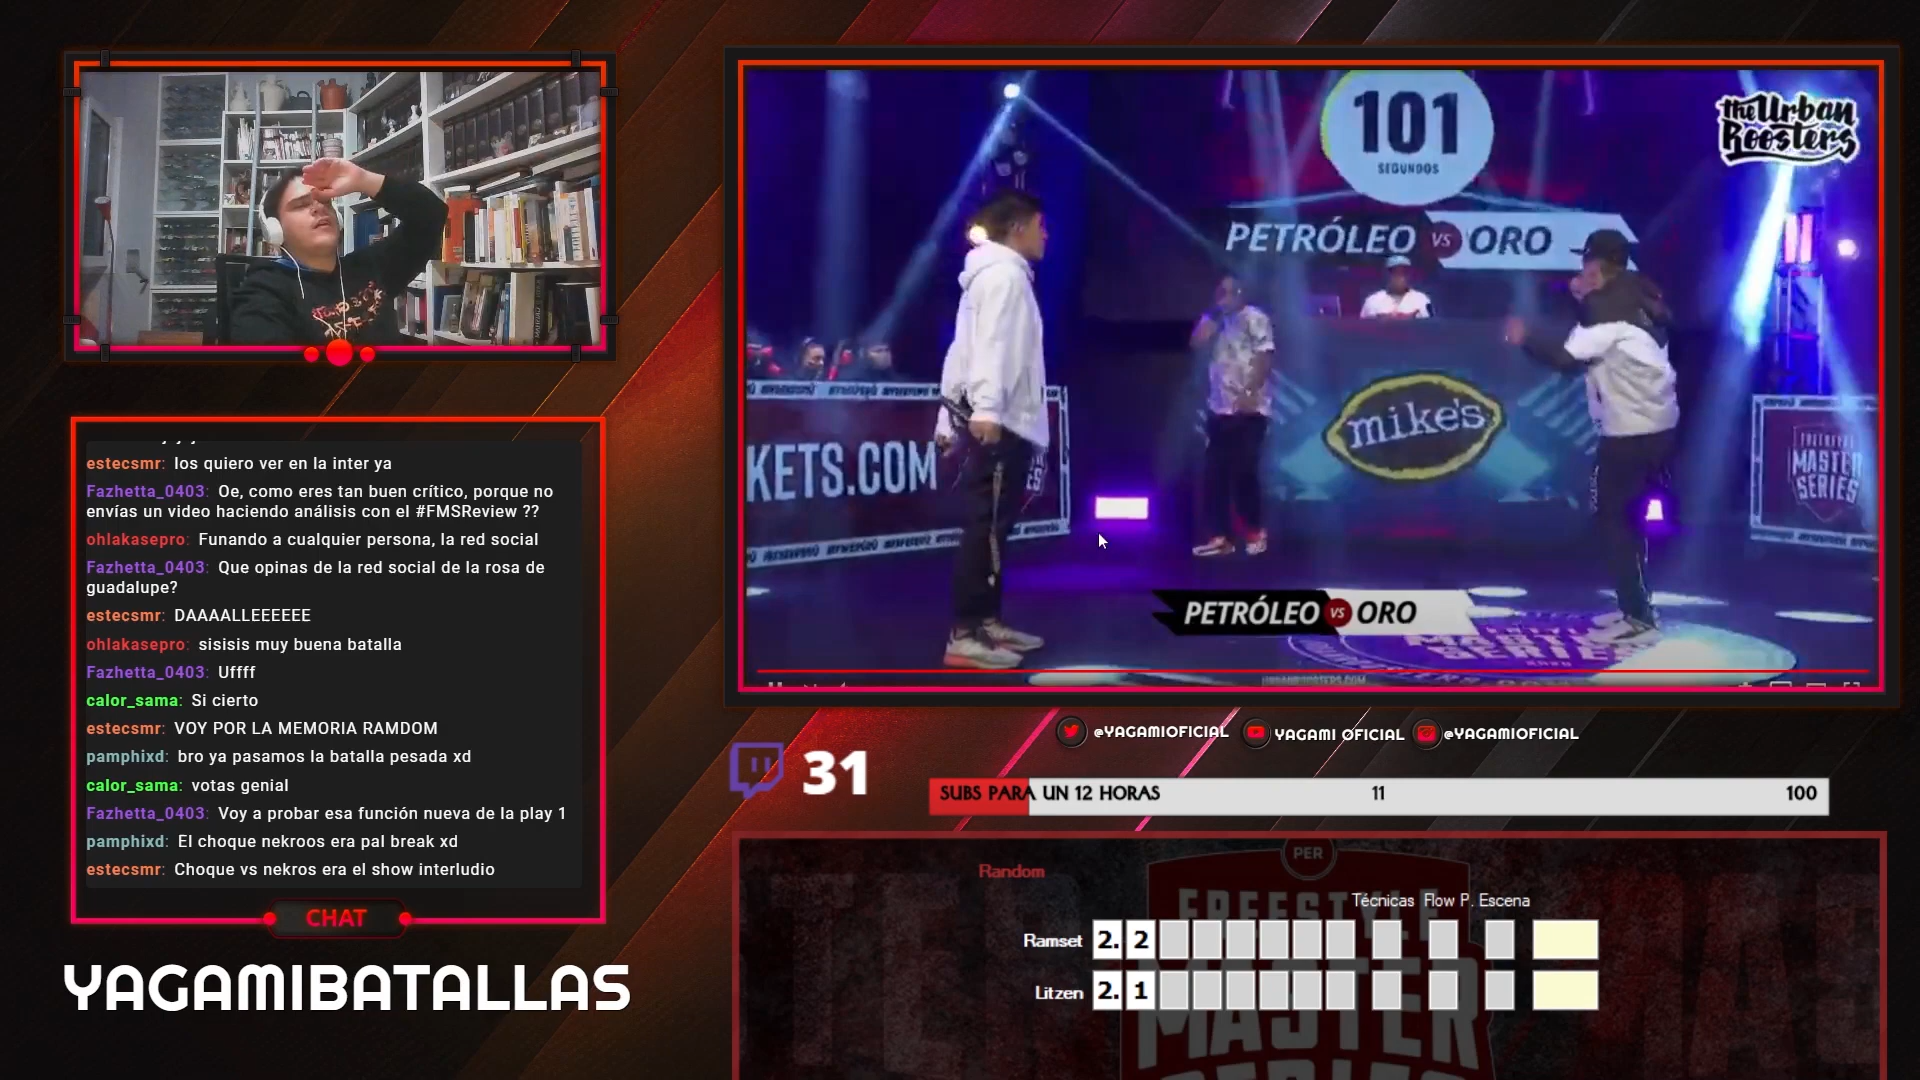 estecsmr: los quiero ver en la inter ya
Fazhetta_0403: Oe, como eres tan buen crítico, porque no
envías un video haciendo análisis con el #FMSReview ??
ohlakasepro: Funando a cualquier persona, la red social
Fazhetta_0403: Que opinas de la red social de la rosa de
guadalupe?
estecsmr: DAAAALLEEEEEE
ohlakasepro: sisisis muy buena batalla
Fazhetta_0403: Uffff
calor_sama: Si cierto
estecsmr: VOY POR LA MEMORIA RAMDOM
pamphixd: bro ya pasamos la batalla pesada xd
calor_sama: votas genial
Fazhetta_0403: Voy a probar esa función nueva de la play 1
pamphixd: El choque nekroos era pal break xd
estecsmr: Choque vs nekros era el show interludio
CHAT
YAGAMIBATALLAS
101
SEGUNDOS
the Urban
Roosters
PETRÓLEO VS ORO
mike's
KETS.COM
MASTER
SERIES
PETRÓLEO VS ORO
@YAGAMIOFICIAL YAGAMI OFICIAL @YAGAMIOFICIAL
31
SUBS PARA UN 12 HORAS 11 100
PER
FREESTYLE
MASTER
SERIES
Random
Técnicas Flow P. Escena
Ramset 2. 2
Litzen 2. 1